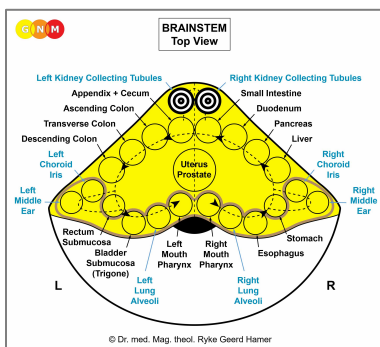 G N M
BRAINSTEM
Top View
Left Kidney Collecting Tubules
Right Kidney Collecting Tubules
Appendix + Cecum
Small Intestine
Ascending Colon
Duodenum
Transverse Colon
Pancreas
Descending Colon
Liver
Uterus
Prostate
Left
Choroid
Iris
Right
Choroid
Iris
Left
Middle
Ear
Right
Middle
Ear
Rectum
Submucosa
Bladder
Submucosa
(Trigone)
Left
Mouth
Pharynx
Right
Mouth
Pharynx
Stomach
Esophagus
Left
Lung
Alveoli
Right
Lung
Alveoli
L
R
© Dr. med. Mag. theol. Ryke Geerd Hamer